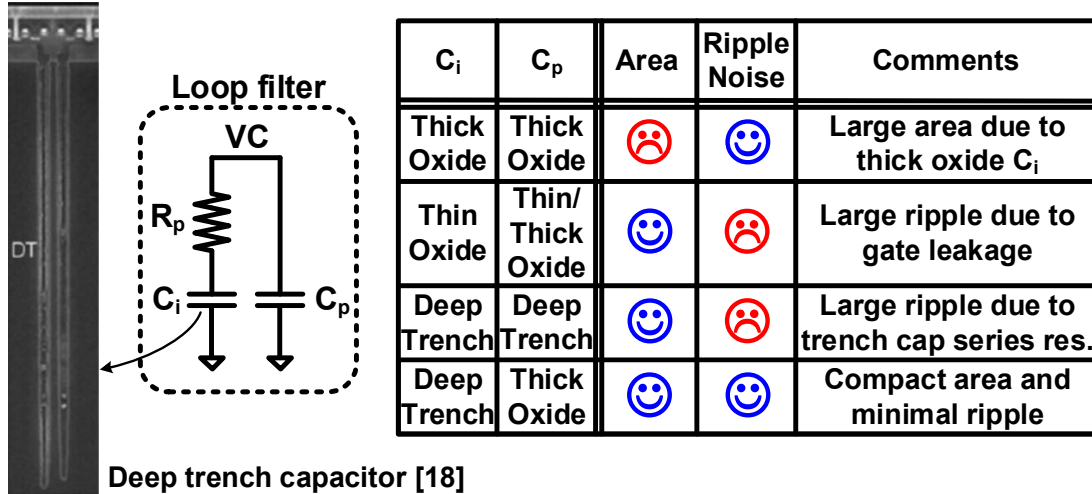 DT
Loop filter
VC
Rp
Ci
Cp
Deep trench capacitor [18]
Ci Cp Area Ripple Noise Comments
Thick Oxide Thick Oxide Large area due to thick oxide Ci
Thin Oxide Thin/ Thick Oxide Large ripple due to gate leakage
Deep Trench Deep Trench Large ripple due to trench cap series res.
Deep Trench Thick Oxide Compact area and minimal ripple